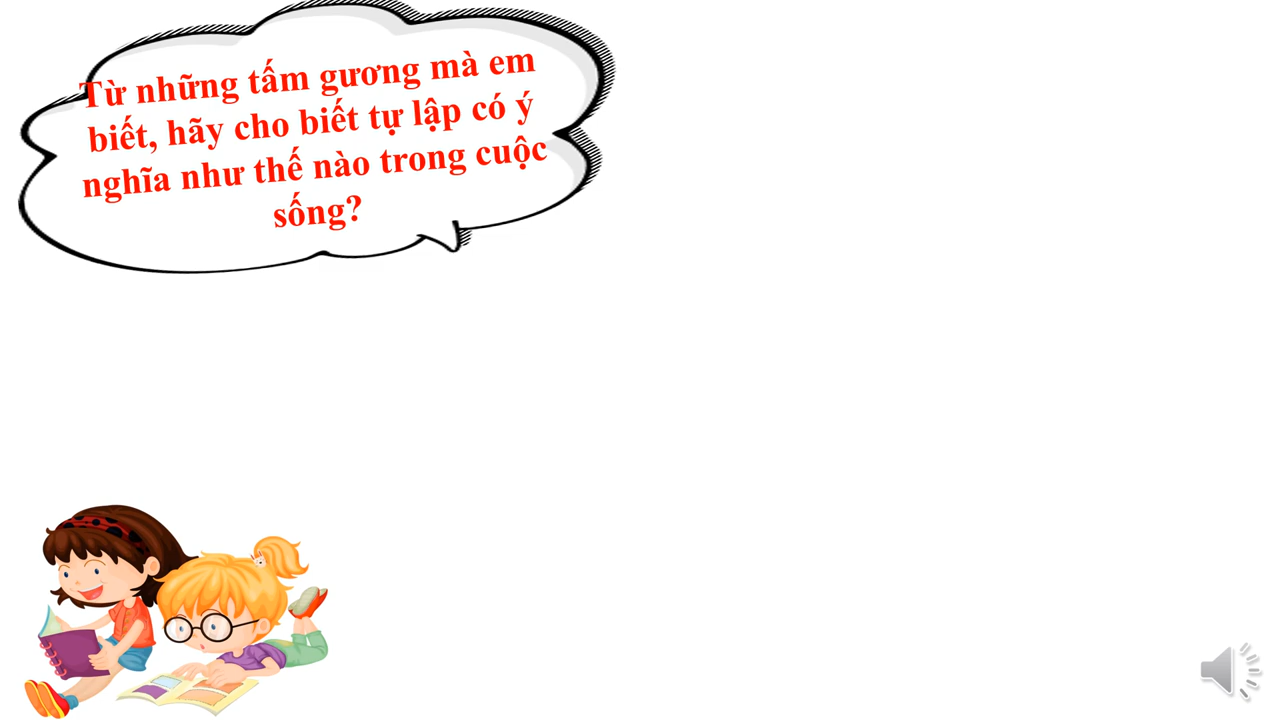 Từ những tấm gương mà em
biết, hãy cho biết tự lập có ý
nghĩa như thế nào trong cuộc
sống?